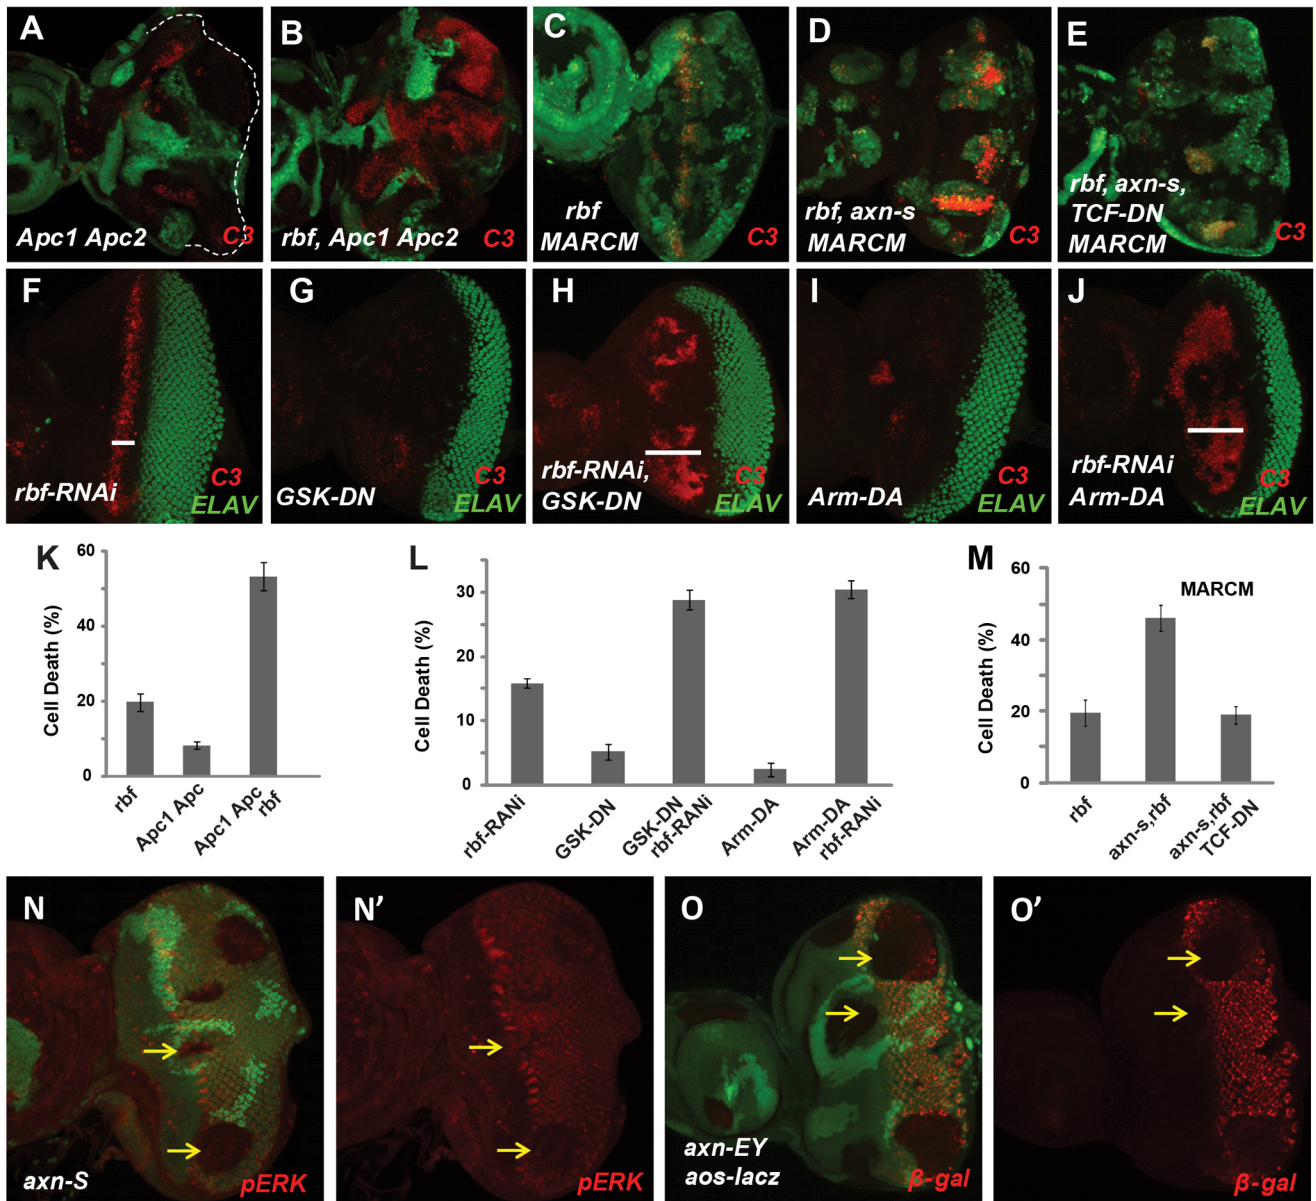 A
Apc1 Apc2
C3
B
rbf, Apc1 Apc2
C3
C
rbf
MARCM
C3
D
rbf, axn-s
MARCM
C3
E
rbf, axn-s,
TCF-DN
MARCM
C3
F
rbf-RNAi
C3
ELAV
G
GSK-DN
C3
ELAV
H
rbf-RNAi,
GSK-DN
C3
ELAV
I
Arm-DA
C3
ELAV
J
rbf-RNAi
Arm-DA
C3
ELAV
K
Cell Death (%)
60
40
20
0
rbf
Apc1 Apc
Apc1 Apc
rbf
L
Cell Death (%)
30
20
10
0
rbf-RANi
GSK-DN
GSK-DN
rbf-RANi
Arm-DA
Arm-DA
rbf-RANi
M
MARCM
Cell Death (%)
60
40
20
0
rbf
axn-s,rbf
axn-s,rbf
TCF-DN
N
axn-S
pERK
N’
pERK
O
axn-EY
aos-lacz
β-gal
O’
β-gal